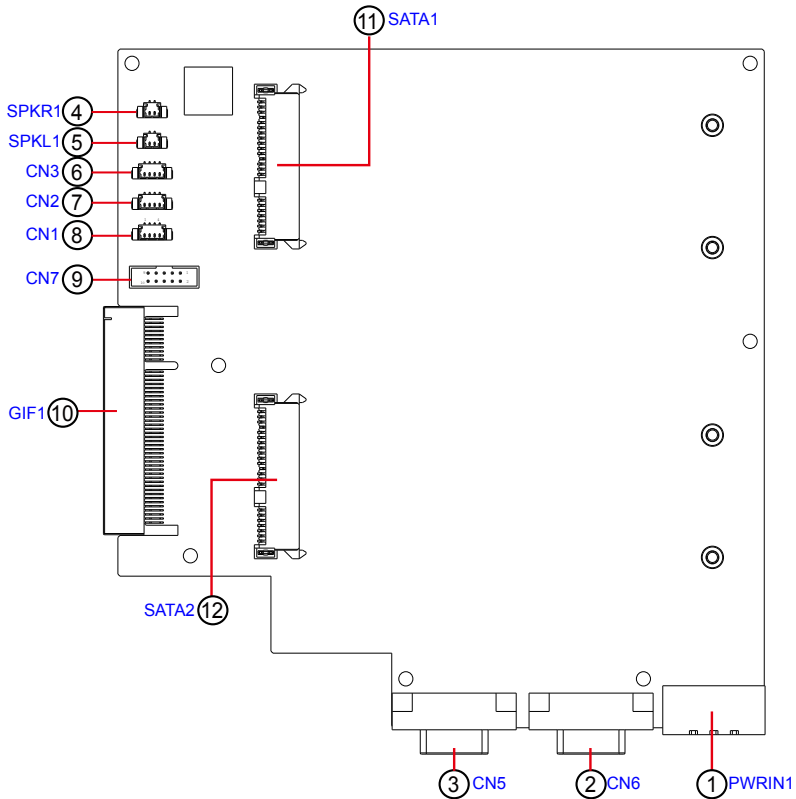 11 SATA1
SPKR1 4
SPKL1 5
CN3 6
CN2 7
CN1 8
CN7 9
GIF1 10
SATA2 12
3 CN5
2 CN6
1 PWRIN1